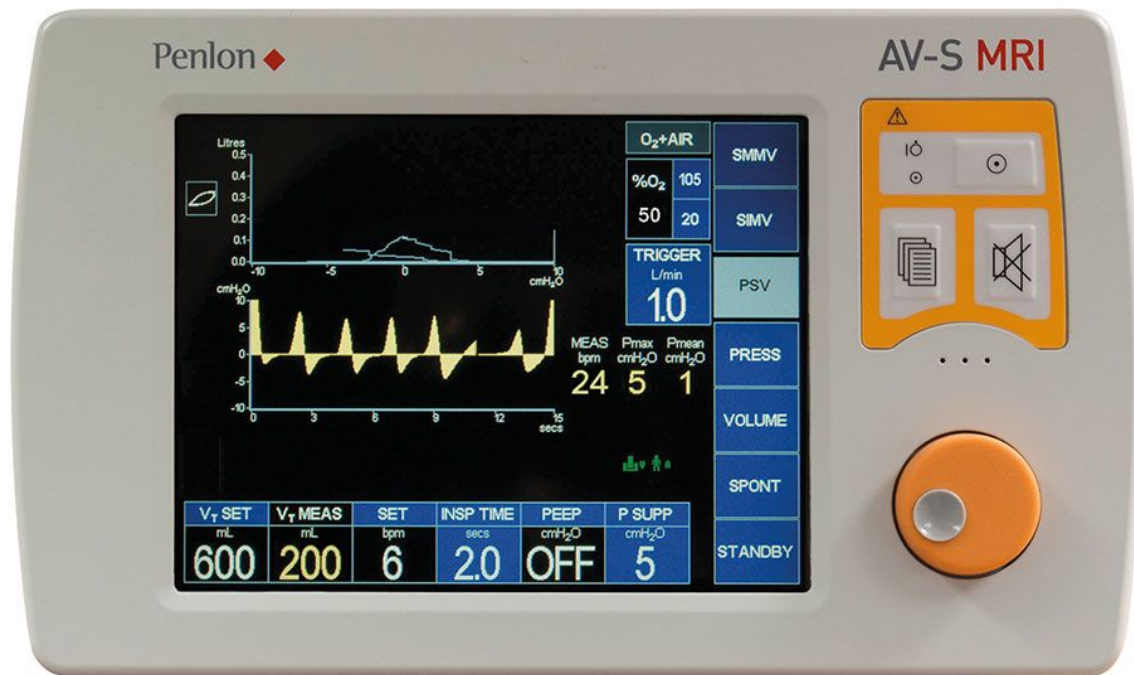 Penlon
AV-S MRI
Litres
0.5
0.4
0.3
0.2
0.1
0.0
-10 -5 0 5 10
cmH₂O
cmH₂O
10
5
0
-5
-10
0 3 6 9 12 15
secs
O₂+AIR
%O₂ 105
50 20
TRIGGER
L/min
1.0
MEAS Pmax Pmean
bpm cmH₂O cmH₂O
24 5 1
SMMV
SIMV
PSV
PRESS
VOLUME
SPONT
STANDBY
V_T SET V_T MEAS SET INSP TIME PEEP P SUPP
mL mL bpm secs cmH₂O cmH₂O
600 200 6 2.0 OFF 5